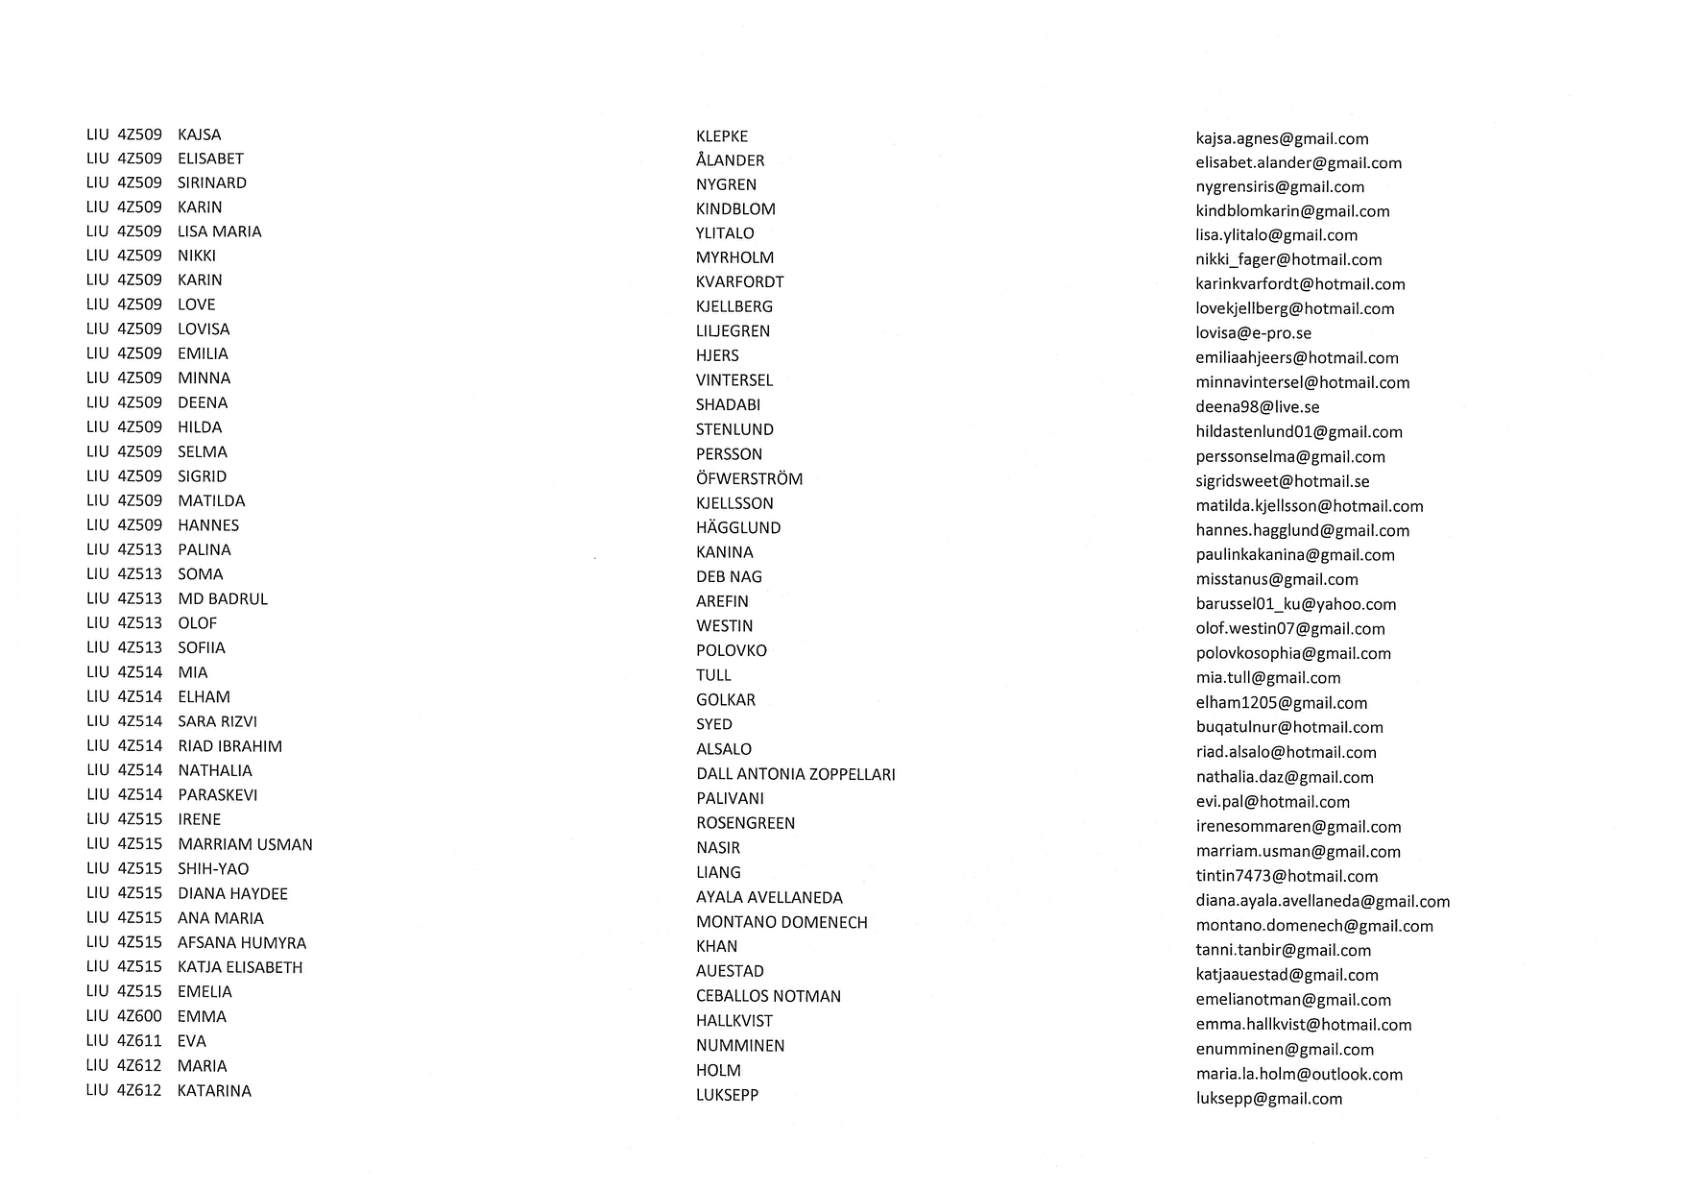 LIU 4Z509 KAJSA KLEPKE kajsa.agnes@gmail.com
LIU 4Z509 ELISABET ÅLANDER elisabet.alander@gmail.com
LIU 4Z509 SIRINARD NYGREN nygrensiris@gmail.com
LIU 4Z509 KARIN KINDBLOM kindblomkarin@gmail.com
LIU 4Z509 LISA MARIA YLITALO lisa.ylitalo@gmail.com
LIU 4Z509 NIKKI MYRHOLM nikki_fager@hotmail.com
LIU 4Z509 KARIN KVARFORDT karinkvarfordt@hotmail.com
LIU 4Z509 LOVE KJELLBERG lovekjellberg@hotmail.com
LIU 4Z509 LOVISA LILJEGREN lovisa@e-pro.se
LIU 4Z509 EMILIA HJERS emiliaahjeers@hotmail.com
LIU 4Z509 MINNA VINTERSEL minnavintersel@hotmail.com
LIU 4Z509 DEENA SHADABI deena98@live.se
LIU 4Z509 HILDA STENLUND hildastenlund01@gmail.com
LIU 4Z509 SELMA PERSSON perssonselma@gmail.com
LIU 4Z509 SIGRID ÖFWERSTRÖM sigridsweet@hotmail.se
LIU 4Z509 MATILDA KJELLSSON matilda.kjellsson@hotmail.com
LIU 4Z509 HANNES HÄGGLUND hannes.hagglund@gmail.com
LIU 4Z513 PALINA KANINA paulinkakanina@gmail.com
LIU 4Z513 SOMA DEB NAG misstanus@gmail.com
LIU 4Z513 MD BADRUL AREFIN barussel01_ku@yahoo.com
LIU 4Z513 OLOF WESTIN olof.westin07@gmail.com
LIU 4Z513 SOFIIA POLOVKO polovkosophia@gmail.com
LIU 4Z514 MIA TULL mia.tull@gmail.com
LIU 4Z514 ELHAM GOLKAR elham1205@gmail.com
LIU 4Z514 SARA RIZVI SYED buqatulnur@hotmail.com
LIU 4Z514 RIAD IBRAHIM ALSALO riad.alsalo@hotmail.com
LIU 4Z514 NATHALIA DALL ANTONIA ZOPPELLARI nathalia.daz@gmail.com
LIU 4Z514 PARASKEVI PALIVANI evi.pal@hotmail.com
LIU 4Z515 IRENE ROSENGREEN irenesommaren@gmail.com
LIU 4Z515 MARRIAM USMAN NASIR marriam.usman@gmail.com
LIU 4Z515 SHIH-YAO LIANG tintin7473@hotmail.com
LIU 4Z515 DIANA HAYDEE AYALA AVELLANEDA diana.ayala.avellaneda@gmail.com
LIU 4Z515 ANA MARIA MONTANO DOMENECH montano.domenech@gmail.com
LIU 4Z515 AFSANA HUMYRA KHAN tanni.tanbir@gmail.com
LIU 4Z515 KATJA ELISABETH AUESTAD katjaauestad@gmail.com
LIU 4Z515 EMELIA CEBALLOS NOTMAN emelianotman@gmail.com
LIU 4Z600 EMMA HALLKVIST emma.hallkvist@hotmail.com
LIU 4Z611 EVA NUMMINEN enumminen@gmail.com
LIU 4Z612 MARIA HOLM maria.la.holm@outlook.com
LIU 4Z612 KATARINA LUKSEPP luksepp@gmail.com